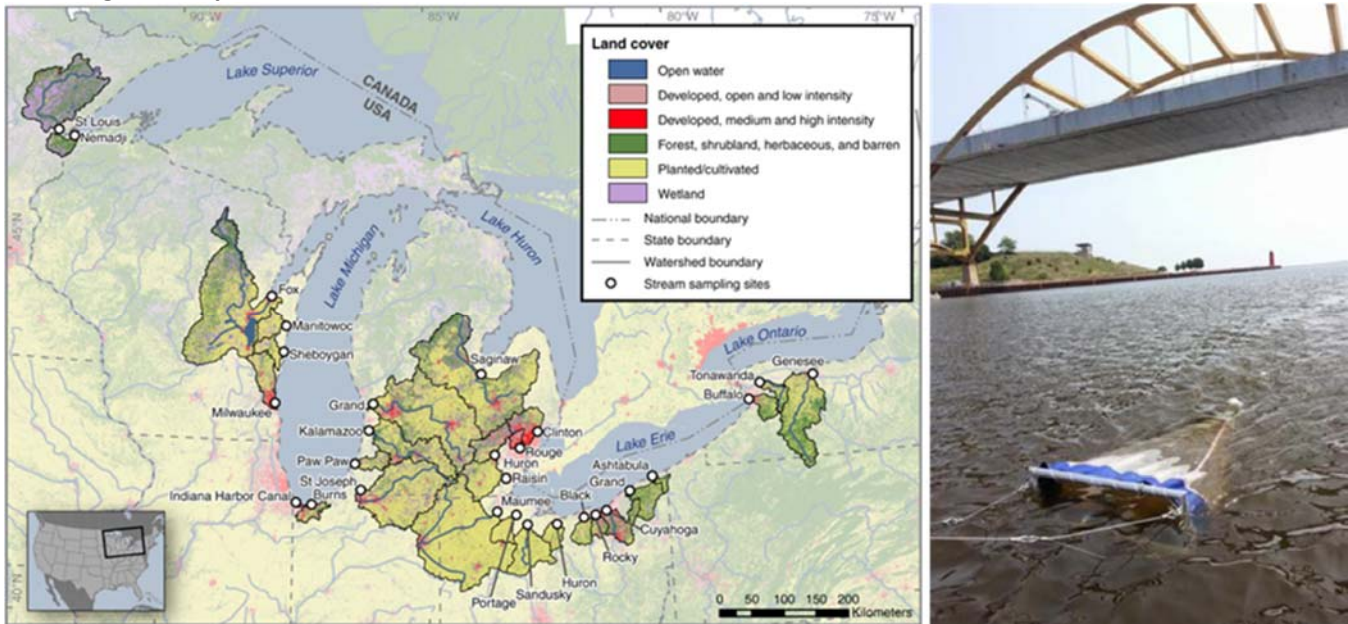 90°W
85°W
80°W
75°W
45°N
40°N
Lake Superior
CANADA
USA
St Louis
Nemadji
Lake Michigan
Lake Huron
Fox
Manitowoc
Sheboygan
Milwaukee
Saginaw
Grand
Kalamazoo
Paw Paw
St Joseph
Burns
Indiana Harbor Canal
Clinton
Rouge
Huron
Raisin
Maumee
Portage
Sandusky
Huron
Black
Rocky
Cuyahoga
Grand
Ashtabula
Lake Erie
Lake Ontario
Genesee
Tonawanda
Buffalo
Land cover
Open water
Developed, open and low intensity
Developed, medium and high intensity
Forest, shrubland, herbaceous, and barren
Planted/cultivated
Wetland
National boundary
State boundary
Watershed boundary
Stream sampling sites
0 50 100 150 200
Kilometers